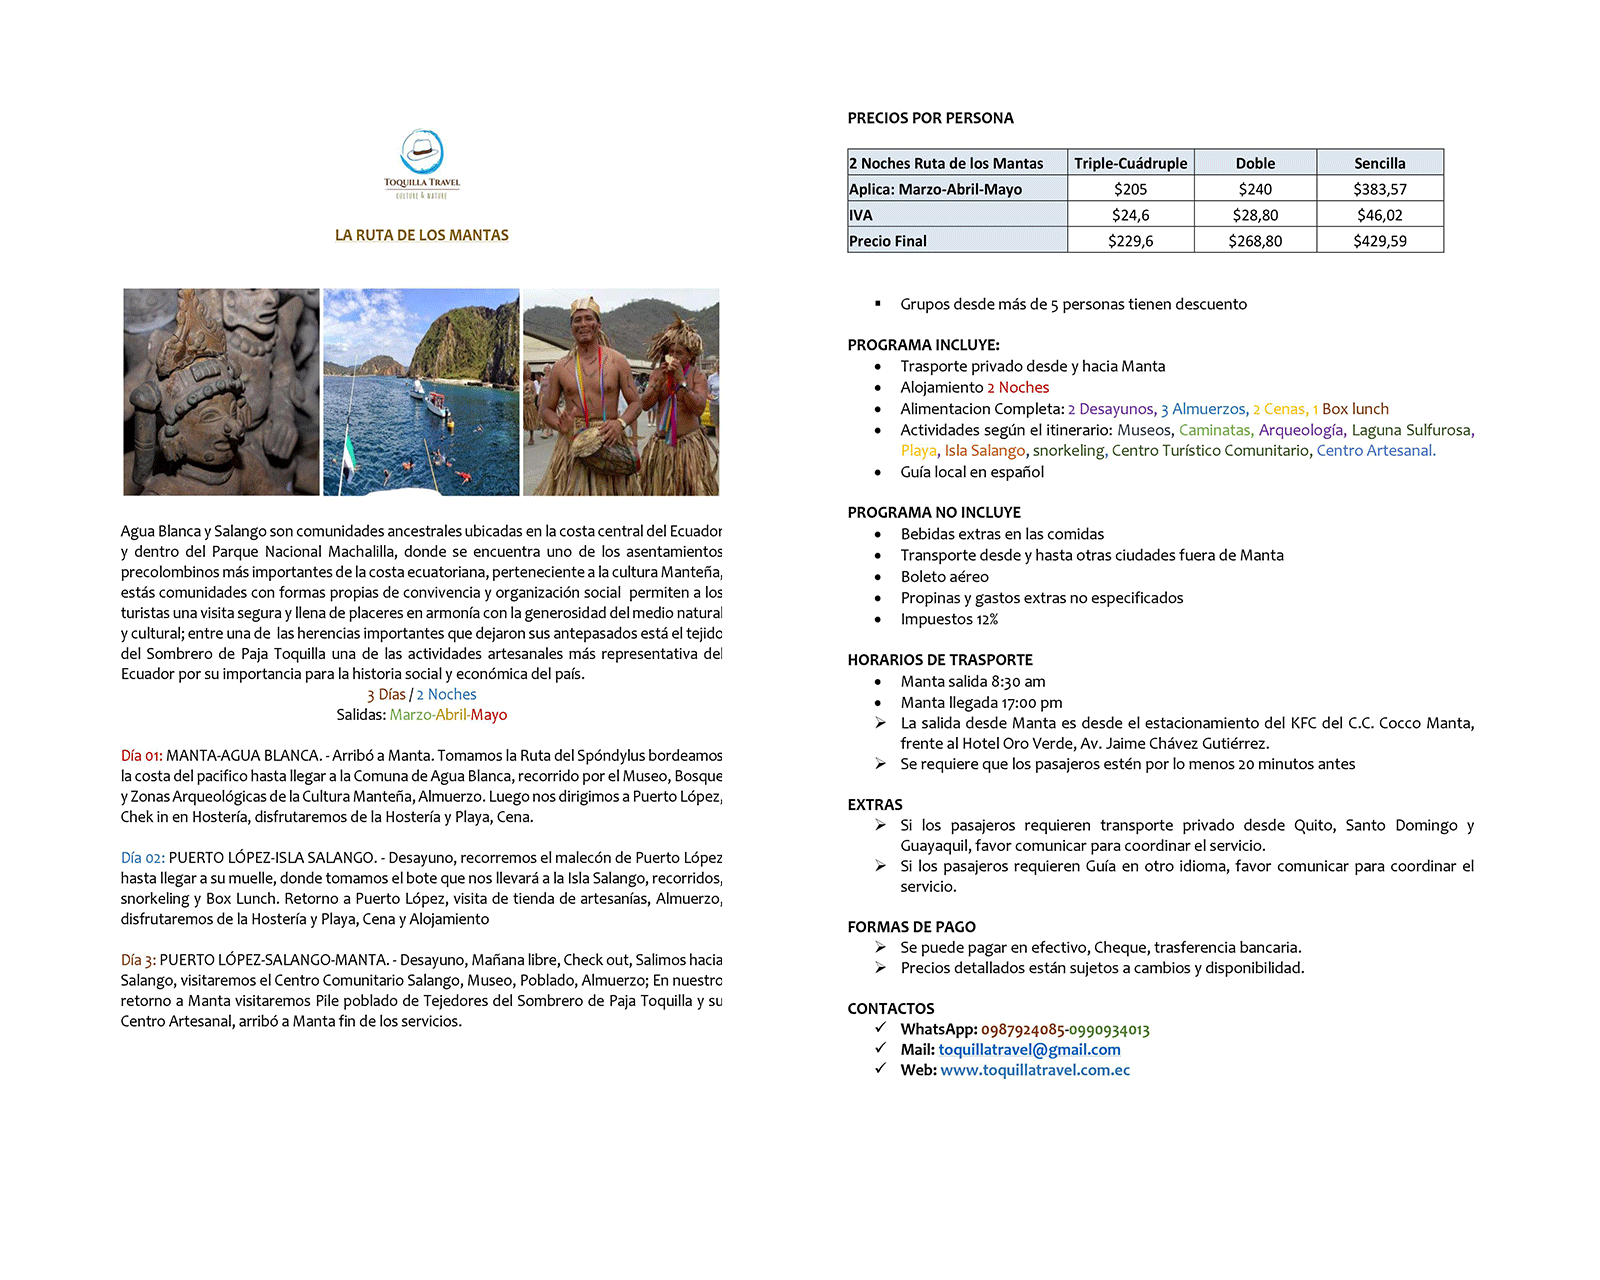 TOQUILLA TRAVEL
CULTURE & NATURE
LA RUTA DE LOS MANTAS
Agua Blanca y Salango son comunidades ancestrales ubicadas en la costa central del Ecuador
y dentro del Parque Nacional Machalilla, donde se encuentra uno de los asentamientos
precolombinos más importantes de la costa ecuatoriana, perteneciente a la cultura Manteña,
estás comunidades con formas propias de convivencia y organización social permiten a los
turistas una visita segura y llena de placeres en armonía con la generosidad del medio natural
y cultural; entre una de las herencias importantes que dejaron sus antepasados está el tejido
del Sombrero de Paja Toquilla una de las actividades artesanales más representativa del
Ecuador por su importancia para la historia social y económica del país.
3 Días / 2 Noches
Salidas: Marzo-Abril-Mayo
Día 01: MANTA-AGUA BLANCA. - Arribó a Manta. Tomamos la Ruta del Spóndylus bordeamos
la costa del pacifico hasta llegar a la Comuna de Agua Blanca, recorrido por el Museo, Bosque
y Zonas Arqueológicas de la Cultura Manteña, Almuerzo. Luego nos dirigimos a Puerto López,
Chek in en Hostería, disfrutaremos de la Hostería y Playa, Cena.
Día 02: PUERTO LÓPEZ-ISLA SALANGO. - Desayuno, recorremos el malecón de Puerto López
hasta llegar a su muelle, donde tomamos el bote que nos llevará a la Isla Salango, recorridos,
snorkeling y Box Lunch. Retorno a Puerto López, visita de tienda de artesanías, Almuerzo,
disfrutaremos de la Hostería y Playa, Cena y Alojamiento
Día 3: PUERTO LÓPEZ-SALANGO-MANTA. - Desayuno, Mañana libre, Check out, Salimos hacia
Salango, visitaremos el Centro Comunitario Salango, Museo, Poblado, Almuerzo; En nuestro
retorno a Manta visitaremos Pile poblado de Tejedores del Sombrero de Paja Toquilla y su
Centro Artesanal, arribó a Manta fin de los servicios.
PRECIOS POR PERSONA
2 Noches Ruta de los Mantas Triple-Cuádruple Doble Sencilla
Aplica: Marzo-Abril-Mayo $205 $240 $383,57
IVA $24,6 $28,80 $46,02
Precio Final $229,6 $268,80 $429,59
▪ Grupos desde más de 5 personas tienen descuento
PROGRAMA INCLUYE:
• Trasporte privado desde y hacia Manta
• Alojamiento 2 Noches
• Alimentacion Completa: 2 Desayunos, 3 Almuerzos, 2 Cenas, 1 Box lunch
• Actividades según el itinerario: Museos, Caminatas, Arqueología, Laguna Sulfurosa,
Playa, Isla Salango, snorkeling, Centro Turístico Comunitario, Centro Artesanal.
• Guía local en español
PROGRAMA NO INCLUYE
• Bebidas extras en las comidas
• Transporte desde y hasta otras ciudades fuera de Manta
• Boleto aéreo
• Propinas y gastos extras no especificados
• Impuestos 12%
HORARIOS DE TRASPORTE
• Manta salida 8:30 am
• Manta llegada 17:00 pm
➢ La salida desde Manta es desde el estacionamiento del KFC del C.C. Cocco Manta,
frente al Hotel Oro Verde, Av. Jaime Chávez Gutiérrez.
➢ Se requiere que los pasajeros estén por lo menos 20 minutos antes
EXTRAS
➢ Si los pasajeros requieren transporte privado desde Quito, Santo Domingo y
Guayaquil, favor comunicar para coordinar el servicio.
➢ Si los pasajeros requieren Guía en otro idioma, favor comunicar para coordinar el
servicio.
FORMAS DE PAGO
➢ Se puede pagar en efectivo, Cheque, trasferencia bancaria.
➢ Precios detallados están sujetos a cambios y disponibilidad.
CONTACTOS
✓ WhatsApp: 0987924085-0990934013
✓ Mail: toquillatravel@gmail.com
✓ Web: www.toquillatravel.com.ec